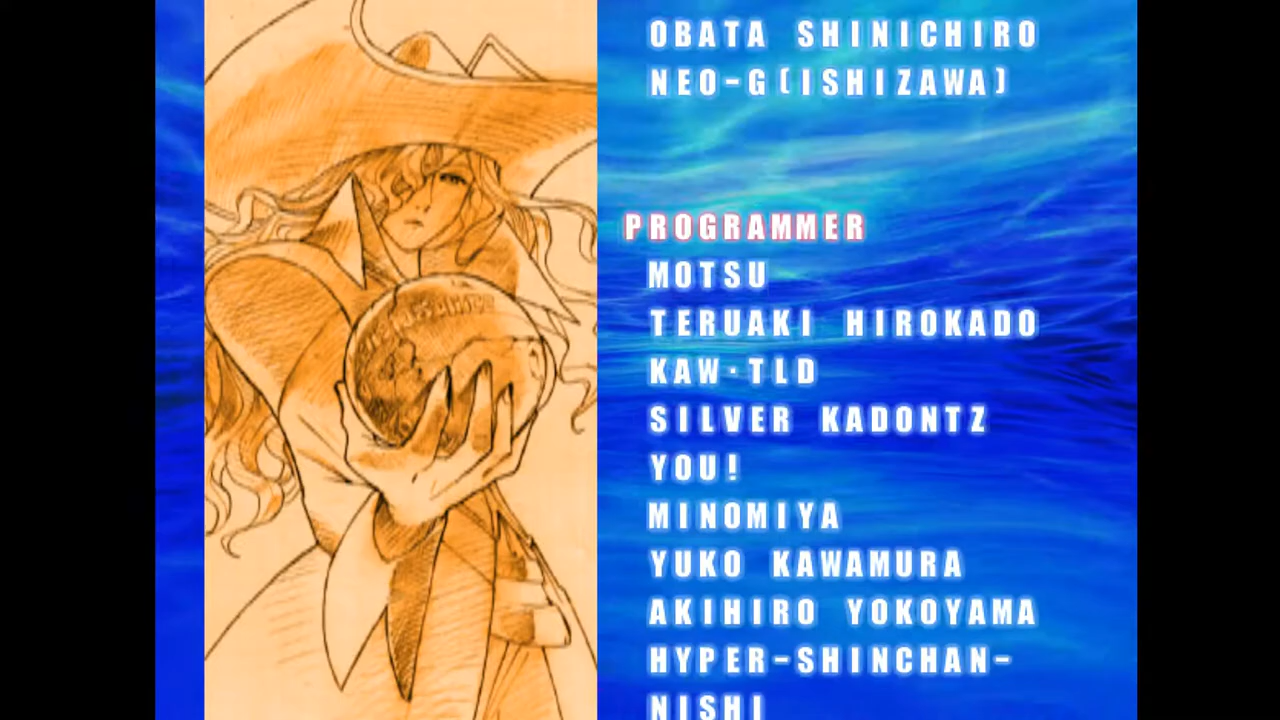 OBATA SHINICHIRO
NEO-G(ISHIZAWA)
PROGRAMMER
MOTSU
TERUAKI HIROKADO
KAW·TLD
SILVER KADONTZ
YOU!
MINOMIYA
YUKO KAWAMURA
AKIHIRO YOKOYAMA
HYPER-SHINCHAN-
NISHI